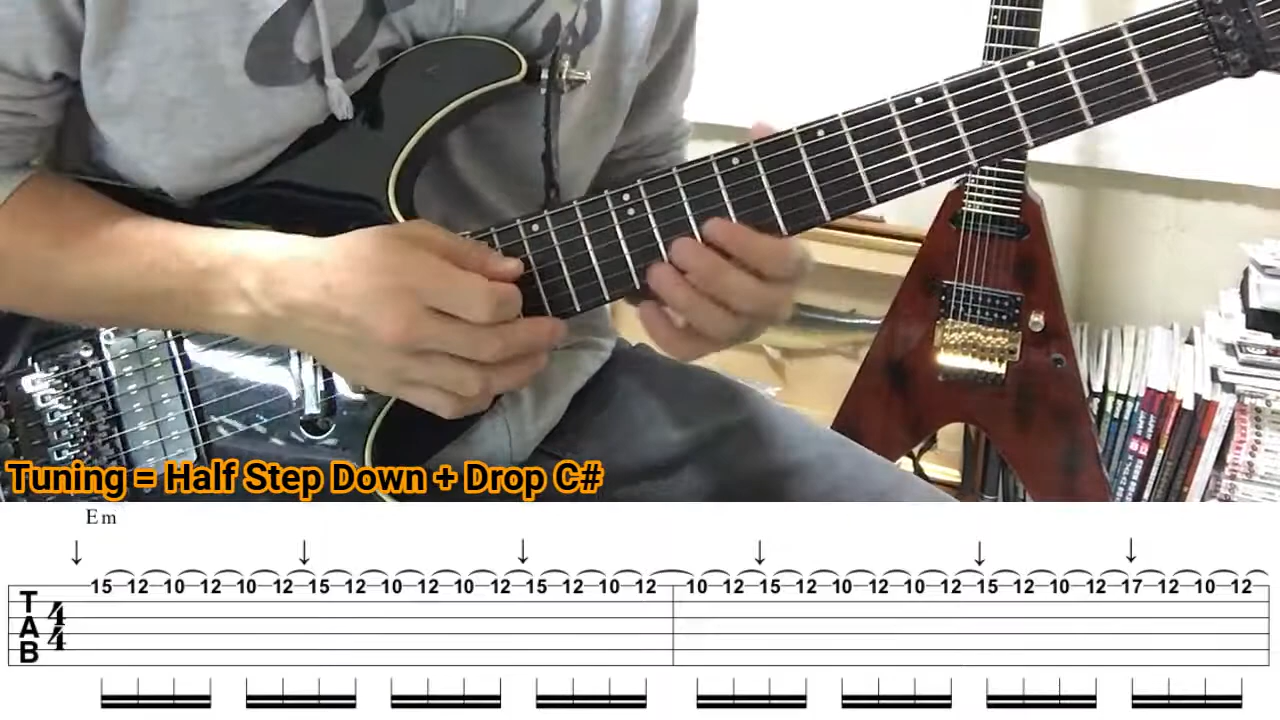 Tuning = Half Step Down + Drop C#
Em
15 12 10 12 10 12 15 12 10 12 10 12 15 12 10 12 10 12 15 12 10 12 10 12 15 12 10 12 17 12 10 12
T
A
B
4
4